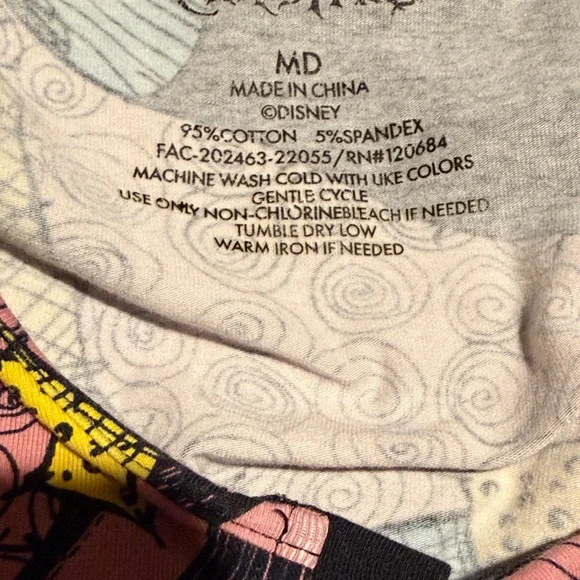 MD
MADE IN CHINA
©DISNEY
95%COTTON 5%SPANDEX
FAC-202463-22055/RN#120684
MACHINE WASH COLD WITH LIKE COLORS
GENTLE CYCLE
USE ONLY NON-CHLORINEBLEACH IF NEEDED
TUMBLE DRY LOW
WARM IRON IF NEEDED